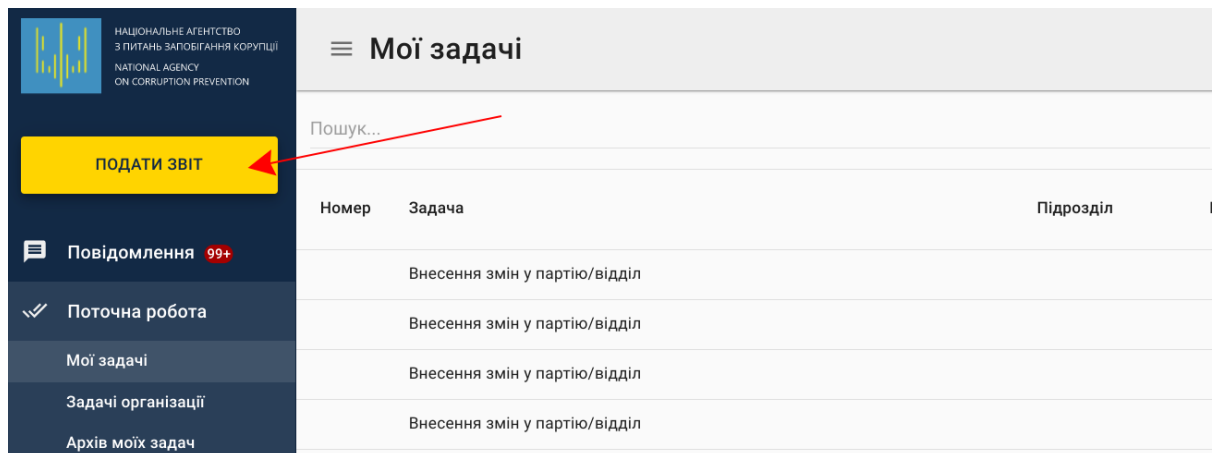 НАЦІОНАЛЬНЕ АГЕНТСТВО
З ПИТАНЬ ЗАПОБІГАННЯ КОРУПЦІЇ
NATIONAL AGENCY
ON CORRUPTION PREVENTION
Мої задачі
Пошук...
ПОДАТИ ЗВІТ
Номер Задача Підрозділ
Повідомлення 99+
Внесення змін у партію/відділ
Поточна робота
Внесення змін у партію/відділ
Мої задачі
Внесення змін у партію/відділ
Задачі організації
Внесення змін у партію/відділ
Архів моїх задач